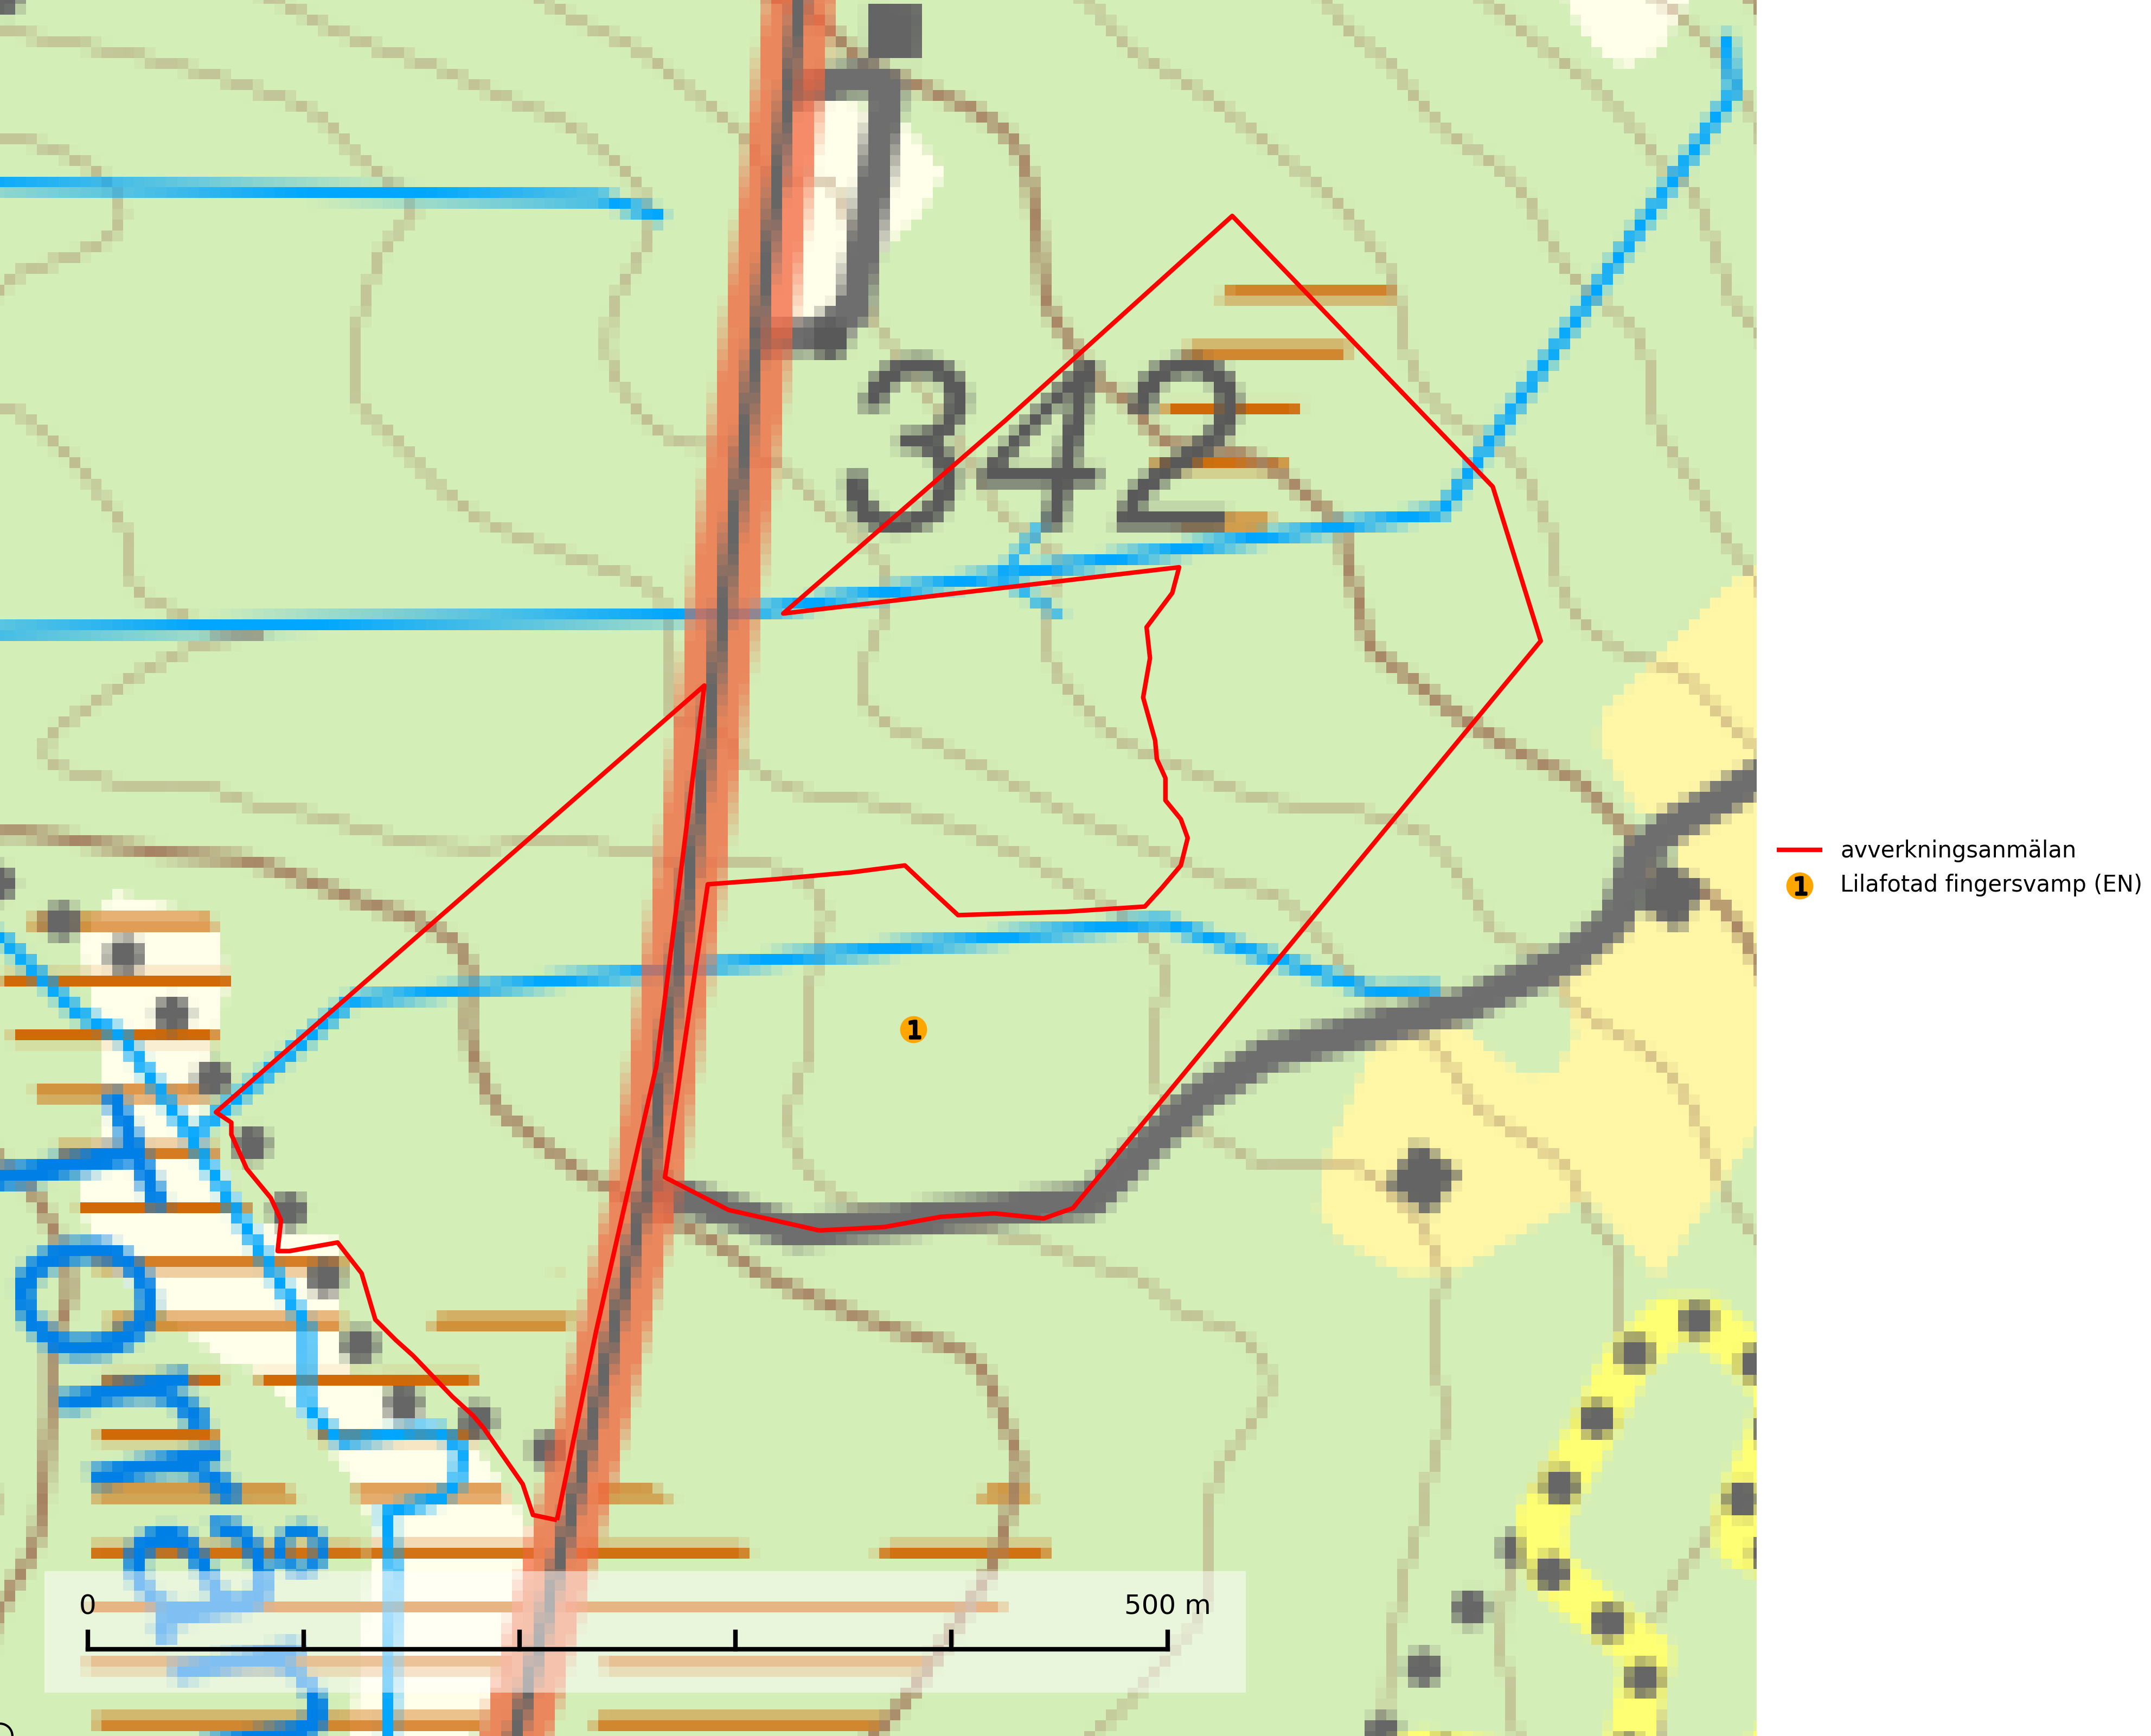 342
avverkningsanmälan
1 Lilafotad fingersvamp (EN)
1
0 500 m